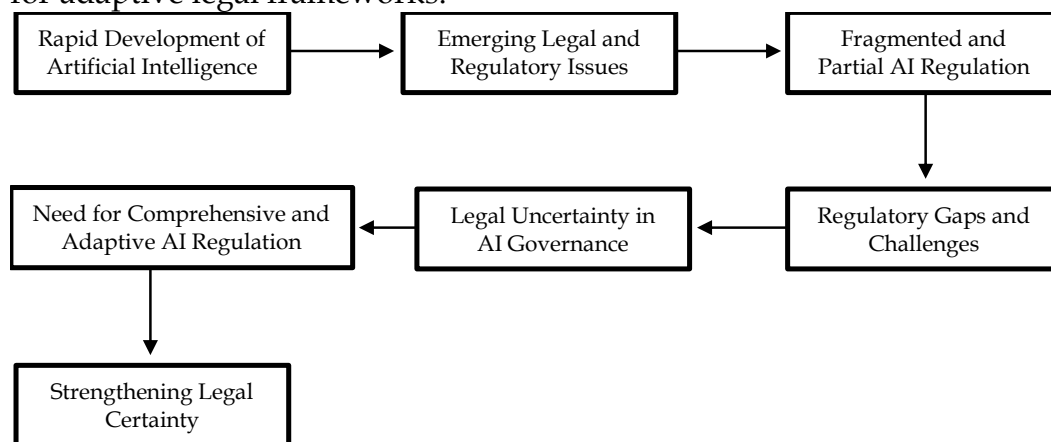 for adaptive legal frameworks.
Rapid Development of
Artificial Intelligence
Emerging Legal and
Regulatory Issues
Fragmented and
Partial AI Regulation
Regulatory Gaps and
Challenges
Legal Uncertainty in
AI Governance
Need for Comprehensive and
Adaptive AI Regulation
Strengthening Legal
Certainty